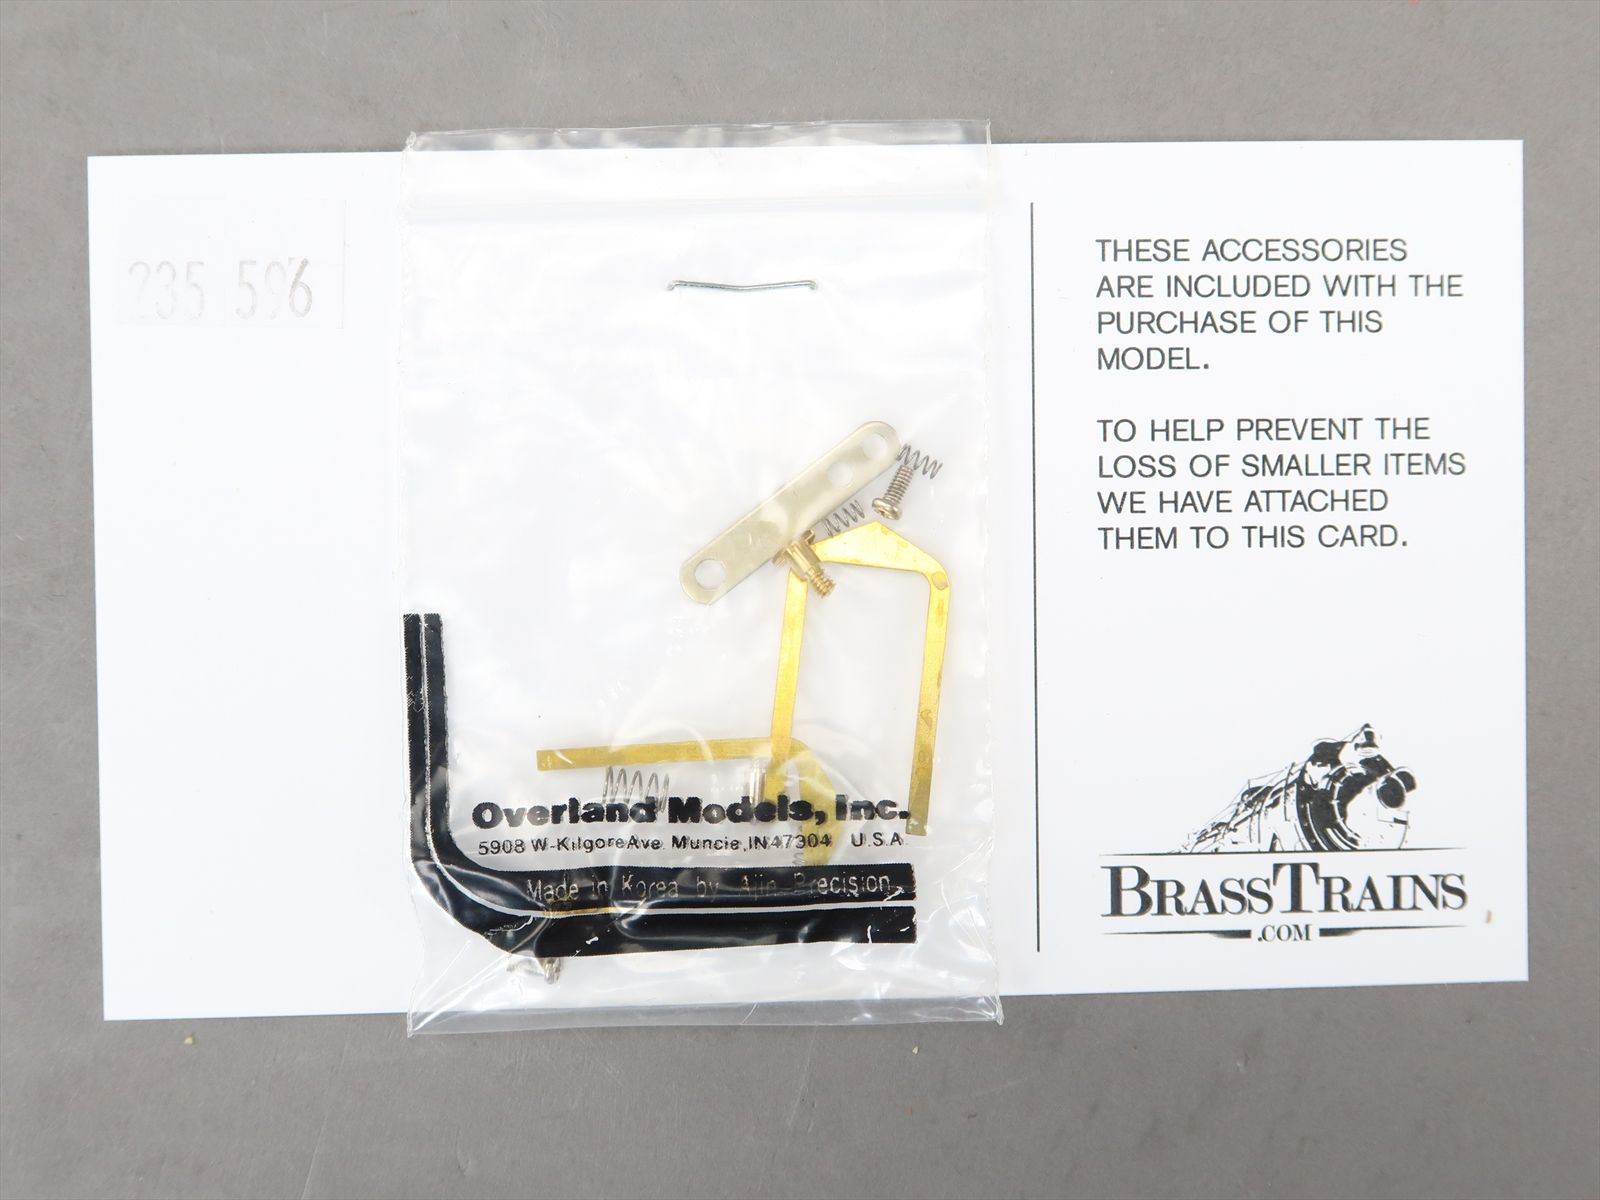 235 596
THESE ACCESSORIES
ARE INCLUDED WITH THE
PURCHASE OF THIS
MODEL.
TO HELP PREVENT THE
LOSS OF SMALLER ITEMS
WE HAVE ATTACHED
THEM TO THIS CARD.
Overland Models, Inc.
5908 W-Kilgore Ave. Muncie, IN 47304 U.S.A.
Made in Korea by Ajin Precision
BRASSTRAINS
.COM